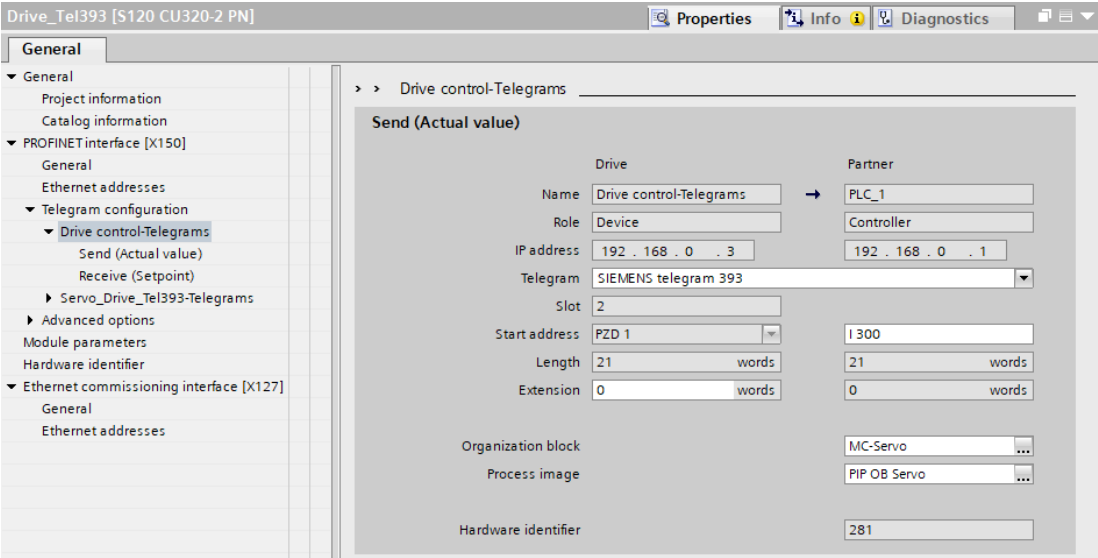 Drive_Tel393 [S120 CU320-2 PN]
Properties
Info
Diagnostics
General
General
Project information
Catalog information
PROFINET interface [X150]
General
Ethernet addresses
Telegram configuration
Drive control-Telegrams
Send (Actual value)
Receive (Setpoint)
Servo_Drive_Tel393-Telegrams
Advanced options
Module parameters
Hardware identifier
Ethernet commissioning interface [X127]
General
Ethernet addresses
> > Drive control-Telegrams
Send (Actual value)
Drive Partner
Name Drive control-Telegrams → PLC_1
Role Device Controller
IP address 192 . 168 . 0 . 3 192 . 168 . 0 . 1
Telegram SIEMENS telegram 393
Slot 2
Start address PZD 1 I 300
Length 21 words 21 words
Extension 0 words 0 words
Organization block MC-Servo ...
Process image PIP OB Servo ...
Hardware identifier 281